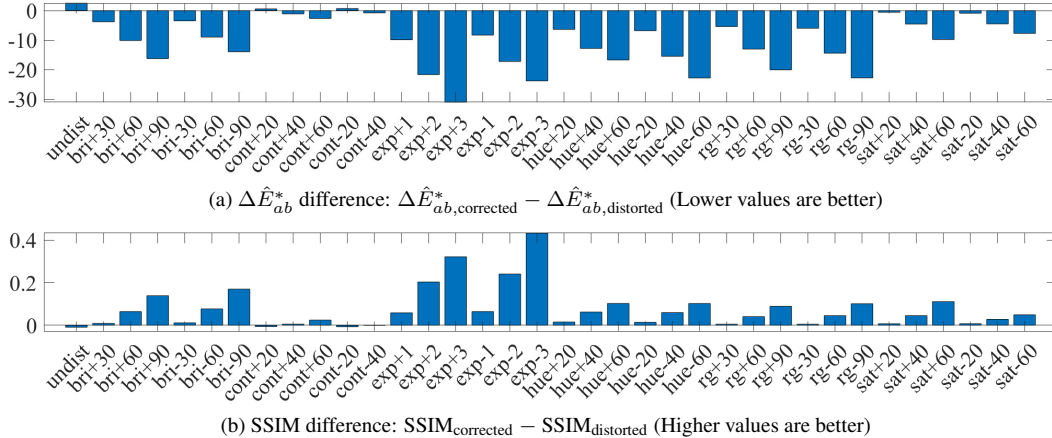 0
-10
-20
-30
undist bri+30 bri+60 bri+90 bri-30 bri-60 bri-90 cont+20 cont+40 cont+60 cont-20 cont-40 exp+1 exp+2 exp+3 exp-1 exp-2 exp-3 hue+20 hue+40 hue+60 hue-20 hue-40 hue-60 rg+30 rg+60 rg+90 rg-30 rg-60 rg-90 sat+20 sat+40 sat+60 sat-20 sat-40 sat-60
(a) ΔÊ*ab difference: ΔÊ*ab,corrected − ΔÊ*ab,distorted (Lower values are better)
0.4
0.2
0
undist bri+30 bri+60 bri+90 bri-30 bri-60 bri-90 cont+20 cont+40 cont+60 cont-20 cont-40 exp+1 exp+2 exp+3 exp-1 exp-2 exp-3 hue+20 hue+40 hue+60 hue-20 hue-40 hue-60 rg+30 rg+60 rg+90 rg-30 rg-60 rg-90 sat+20 sat+40 sat+60 sat-20 sat-40 sat-60
(b) SSIM difference: SSIMcorrected − SSIMdistorted (Higher values are better)